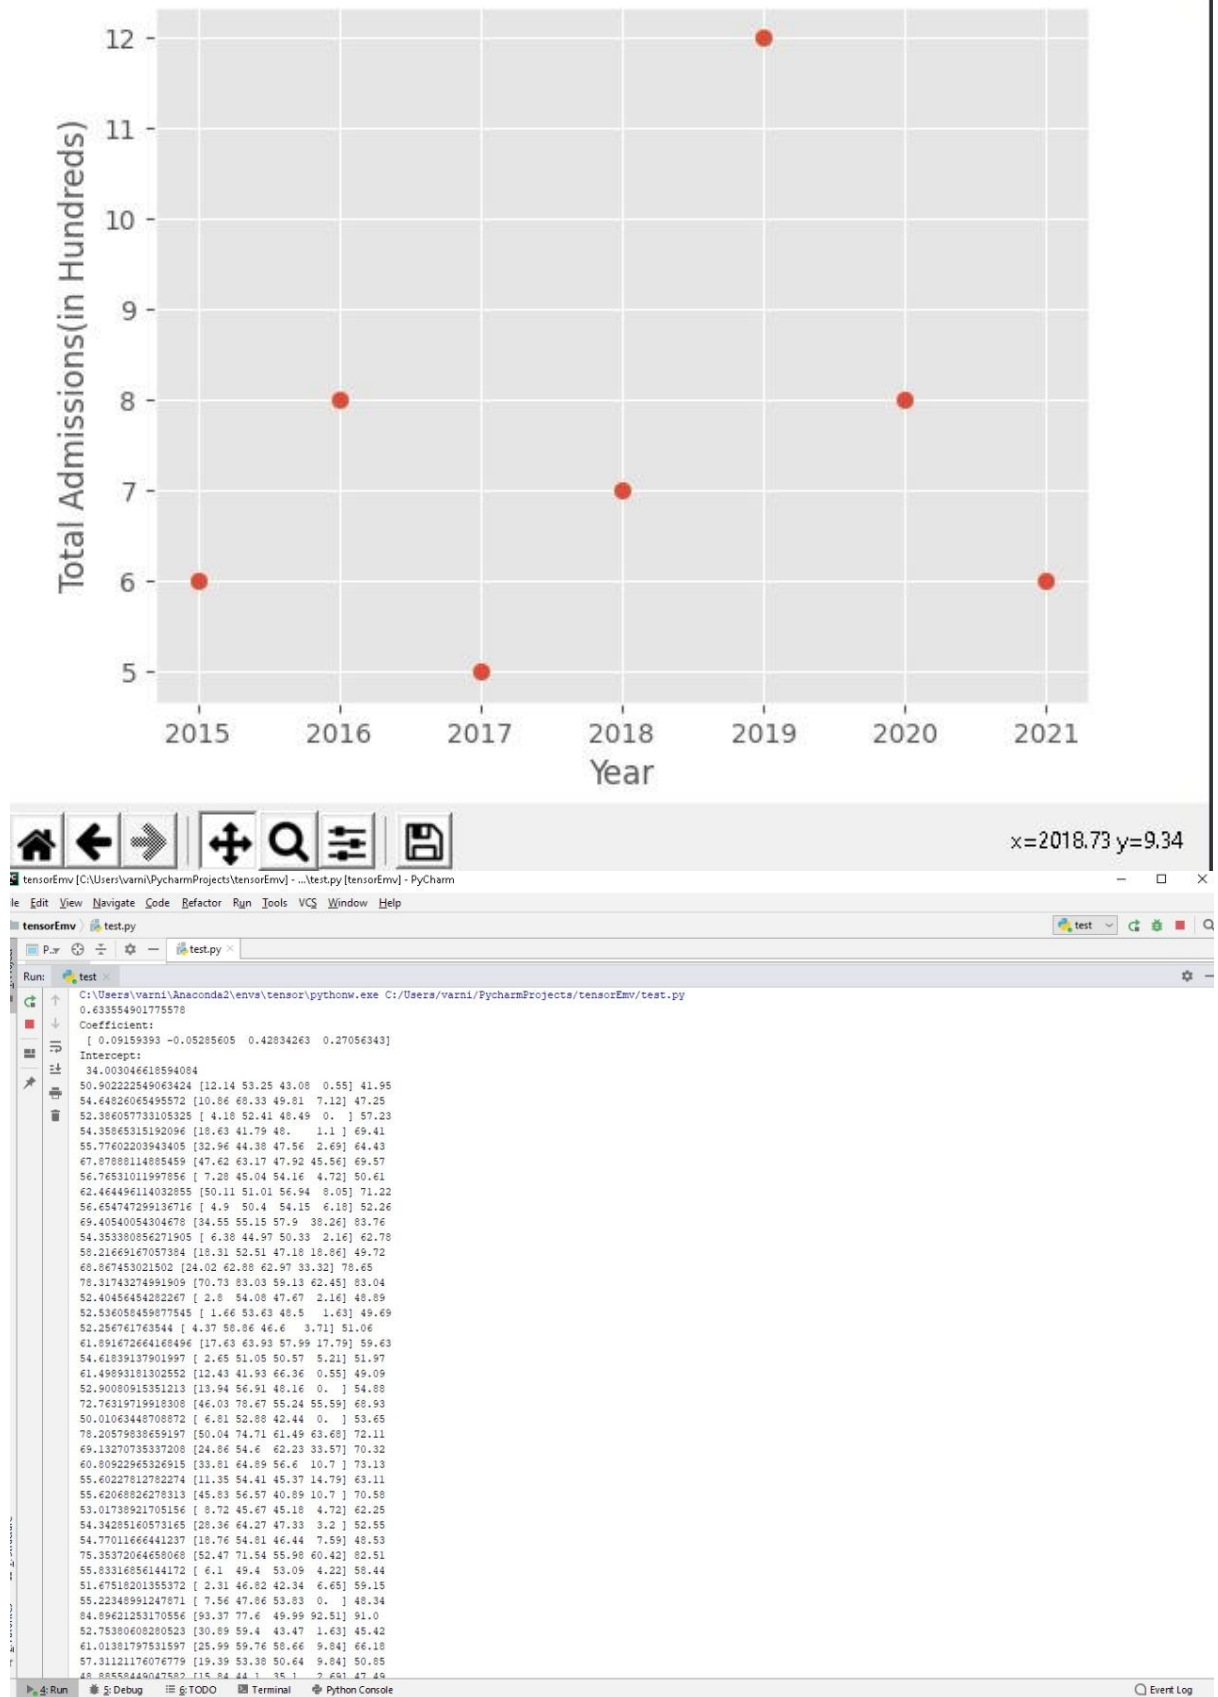 12
11
10
9
8
7
6
5
Total Admissions(in Hundreds)
2015 2016 2017 2018 2019 2020 2021
Year
x=2018.73 y=9.34
tensorEmv [C:\Users\varni\PycharmProjects\tensorEmv] - ...\test.py [tensorEmv] - PyCharm
Edit View Navigate Code Refactor Run Tools VCS Window Help
tensorEmv test.py test
P.. test.py
Run: test
C:\Users\varni\Anaconda2\envs\tensor\pythonw.exe C:/Users/varni/PycharmProjects/tensorEmv/test.py
0.633554901775578
Coefficient:
[ 0.09159393 -0.05285605 0.42834263 0.27056343]
Intercept:
34.003046618594084
50.902222549063424 [12.14 53.25 43.08 0.55] 41.95
54.64826065495572 [10.86 68.33 49.81 7.12] 47.25
52.386057733105325 [ 4.18 52.41 48.49 0. ] 57.23
54.35865315192096 [18.63 41.79 48. 1.1 ] 69.41
55.77602203943405 [32.96 44.38 47.56 2.69] 64.43
67.87888114885459 [47.62 63.17 47.92 45.56] 69.57
56.76531011997856 [ 7.28 45.04 54.16 4.72] 50.61
62.464496114032855 [50.11 51.01 56.94 8.05] 71.22
56.654747299136716 [ 4.9 50.4 54.15 6.18] 52.26
69.40540054304678 [34.55 55.15 57.9 38.26] 83.76
54.353380856271905 [ 6.38 44.97 50.33 2.16] 62.78
58.21669167057384 [18.31 52.51 47.18 18.86] 49.72
68.867453021502 [24.02 62.88 62.97 33.32] 78.65
78.31743274991909 [70.73 83.03 59.13 62.45] 83.04
52.40456454282267 [ 2.8 54.08 47.67 2.16] 48.89
52.536058459877545 [ 1.66 53.63 48.5 1.63] 49.69
52.256761763544 [ 4.37 58.86 46.6 3.71] 51.06
61.891672664168496 [17.63 63.93 57.99 17.79] 59.63
54.61839137901997 [ 2.65 51.05 50.57 5.21] 51.97
61.49893181302552 [12.43 41.93 66.36 0.55] 49.09
52.90080915351213 [13.94 56.91 48.16 0. ] 54.88
72.76319719918308 [46.03 78.67 55.24 55.59] 68.93
50.01063448708872 [ 6.81 52.88 42.44 0. ] 53.65
78.20579838659197 [50.04 74.71 61.49 63.68] 72.11
69.13270735337208 [24.86 54.6 62.23 33.57] 70.32
60.80922965326915 [33.81 64.89 56.6 10.7 ] 73.13
55.60227812782274 [11.35 54.41 45.37 14.79] 63.11
55.62068826278313 [45.83 56.57 40.89 10.7 ] 70.58
53.01738921705156 [ 8.72 45.67 45.18 4.72] 62.25
54.34285160573165 [28.36 64.27 47.33 3.2 ] 52.55
54.77011666441237 [18.76 54.81 46.44 7.59] 48.53
75.35372064658068 [52.47 71.54 55.98 60.42] 82.51
55.83316856144172 [ 6.1 49.4 53.09 4.22] 58.44
51.67518201355372 [ 2.31 46.82 42.34 6.65] 59.15
55.22348991247871 [ 7.56 47.86 53.83 0. ] 48.34
84.89621253170556 [93.37 77.6 49.99 92.51] 91.0
52.75380608280523 [30.89 59.4 43.47 1.63] 45.42
61.01381797531597 [25.99 59.76 58.66 9.84] 66.18
57.31121176076779 [19.39 53.38 50.64 9.84] 50.85
48.88558449047582 [15.84 44.1 35.1 2.69] 47.49
4: Run 5: Debug 6: TODO Terminal Python Console Event Log